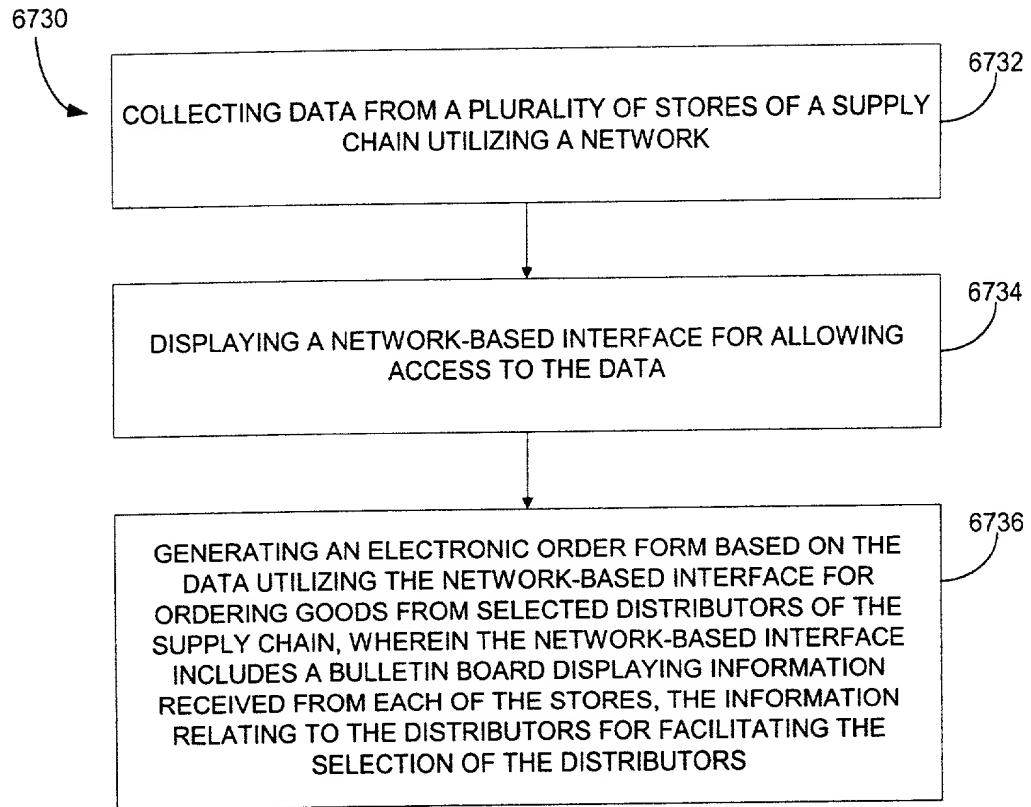 6730
6732
COLLECTING DATA FROM A PLURALITY OF STORES OF A SUPPLY
CHAIN UTILIZING A NETWORK
6734
DISPLAYING A NETWORK-BASED INTERFACE FOR ALLOWING
ACCESS TO THE DATA
6736
GENERATING AN ELECTRONIC ORDER FORM BASED ON THE
DATA UTILIZING THE NETWORK-BASED INTERFACE FOR
ORDERING GOODS FROM SELECTED DISTRIBUTORS OF THE
SUPPLY CHAIN, WHEREIN THE NETWORK-BASED INTERFACE
INCLUDES A BULLETIN BOARD DISPLAYING INFORMATION
RECEIVED FROM EACH OF THE STORES, THE INFORMATION
RELATING TO THE DISTRIBUTORS FOR FACILITATING THE
SELECTION OF THE DISTRIBUTORS